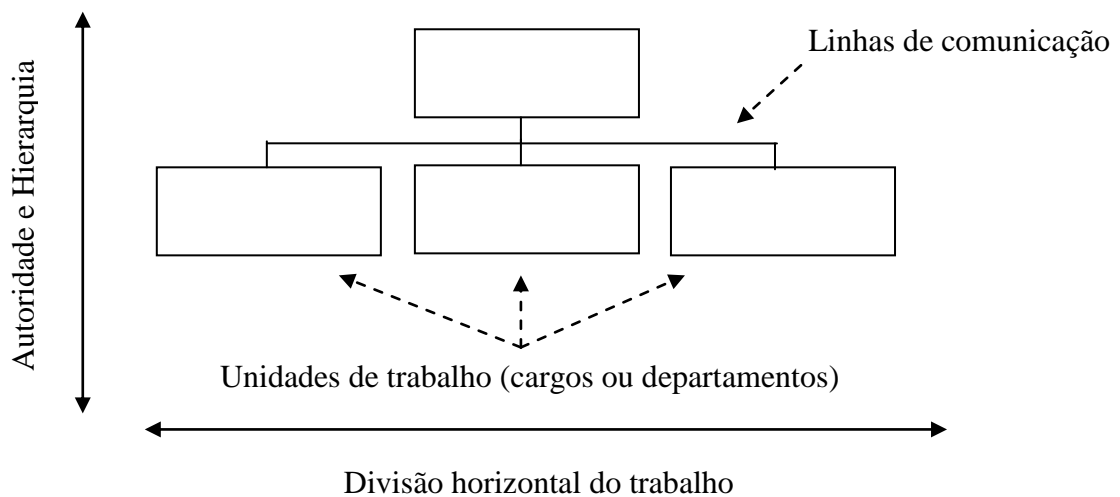 Linhas de comunicação
Autoridade e Hierarquia
Unidades de trabalho (cargos ou departamentos)
Divisão horizontal do trabalho